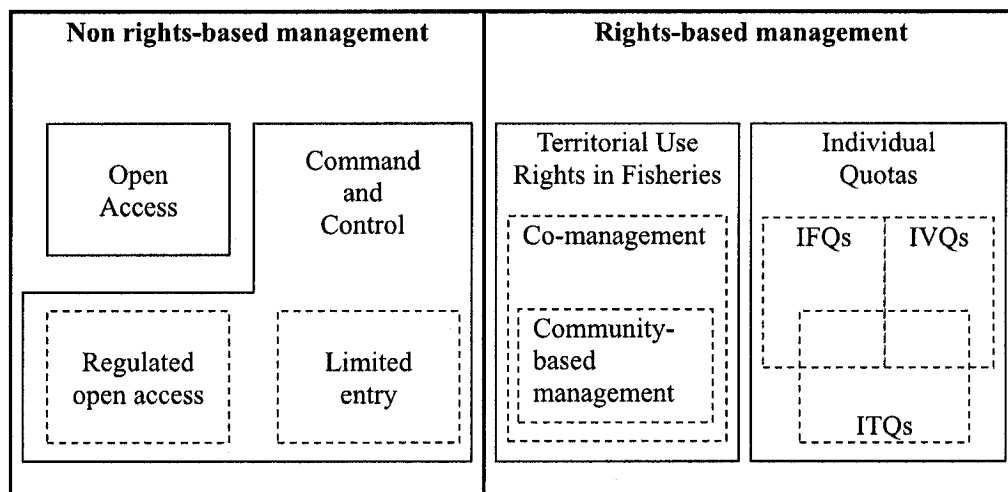 Non rights-based management
Rights-based management
Open
Access
Command
and
Control
Regulated
open access
Limited
entry
Territorial Use
Rights in Fisheries
Co-management
Community-
based
management
Individual
Quotas
IFQs
IVQs
ITQs